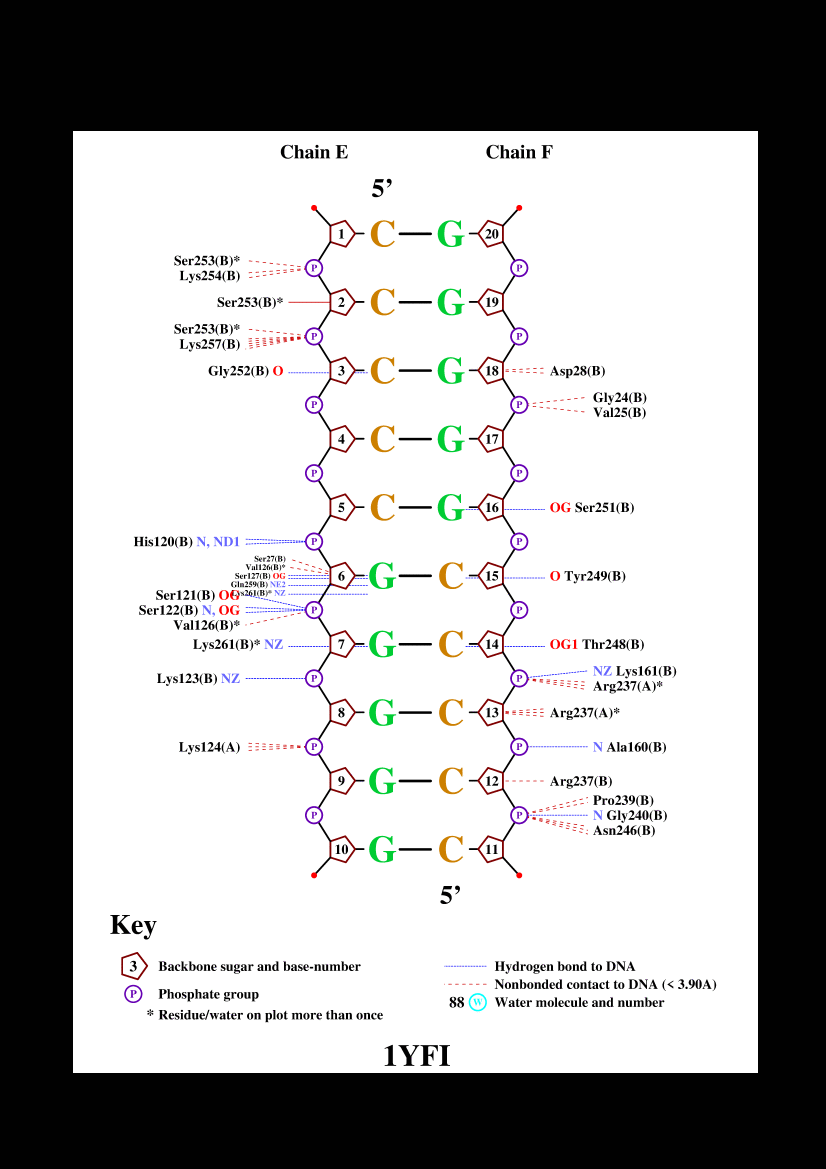 Chain E Chain F
5’
1 C G 20
Ser253(B)* P P
Lys254(B)
Ser253(B)* 2 C G 19
Ser253(B)* P P
Lys257(B)
Gly252(B) O 3 C G 18 Asp28(B)
P P Gly24(B)
Val25(B)
4 C G 17
P P
5 C G 16 OG Ser251(B)
His120(B) N, ND1 P P
Ser27(B)
Val126(B)*
Ser127(B) OG 6 G C 15 O Tyr249(B)
Gln259(B) NE2
Lys261(B)* NZ
Ser121(B) OG
Ser122(B) N, OG P P
Val126(B)*
Lys261(B)* NZ 7 G C 14 OG1 Thr248(B)
Lys123(B) NZ P P NZ Lys161(B)
Arg237(A)*
8 G C 13 Arg237(A)*
Lys124(A) P P N Ala160(B)
9 G C 12 Arg237(B)
Pro239(B)
P P N Gly240(B)
Asn246(B)
10 G C 11
5’
Key
3 Backbone sugar and base-number
P Phosphate group
* Residue/water on plot more than once
Hydrogen bond to DNA
Nonbonded contact to DNA (< 3.90A)
88 W Water molecule and number
1YFI